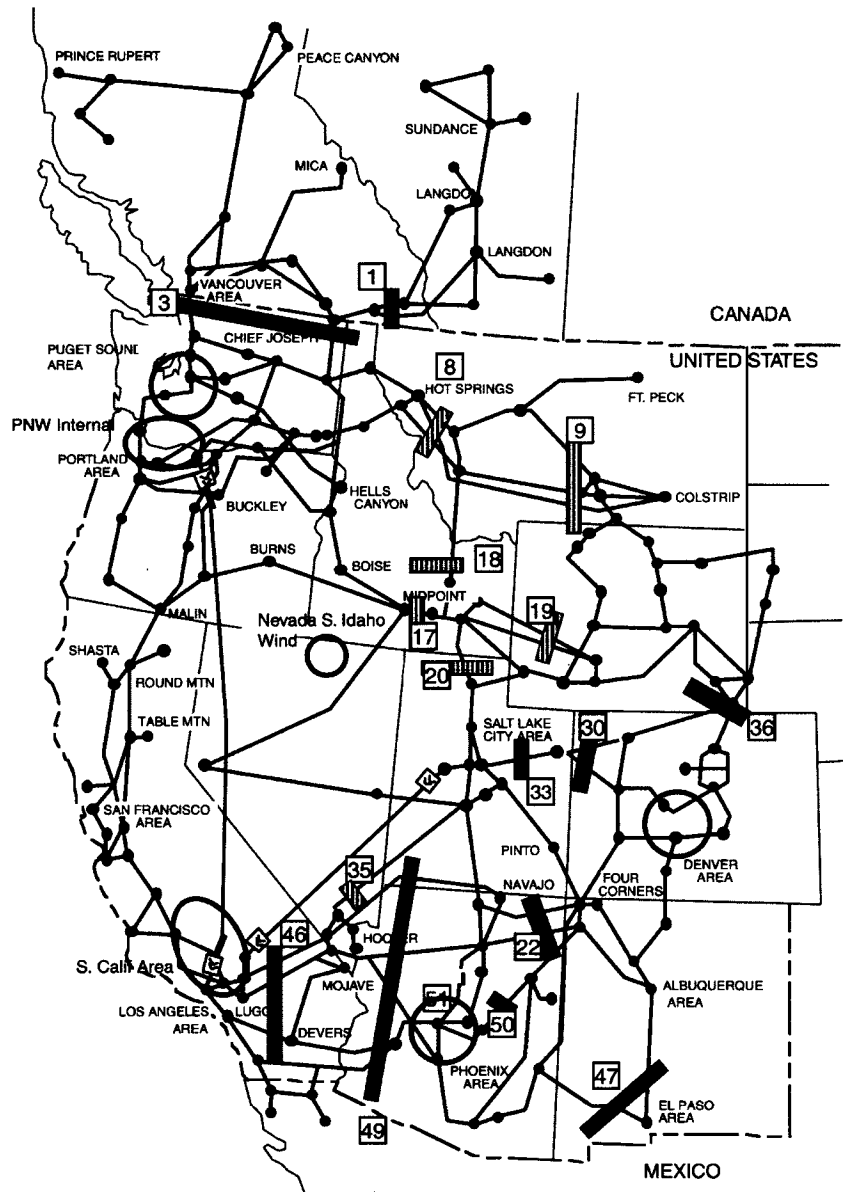 PRINCE RUPERT
PEACE CANYON
SUNDANCE
MICA
LANGDON
LANGDON
VANCOUVER
AREA
1
3
CANADA
UNITED STATES
CHIEF JOSEPH
PUGET SOUND
AREA
8
HOT SPRINGS
FT. PECK
PNW Internal
9
PORTLAND
AREA
HELLS
CANYON
COLSTRIP
BUCKLEY
BURNS
BOISE
18
MIDPOINT
MALIN
Nevada S. Idaho
Wind
17
19
SHASTA
ROUND MTN
20
TABLE MTN
SALT LAKE
CITY AREA
30
36
33
SAN FRANCISCO
AREA
PINTO
DENVER
AREA
35
NAVAJO
FOUR
CORNERS
46
HOOVER
22
S. Calif Area
MOJAVE
ALBUQUERQUE
AREA
LOS ANGELES
AREA
LUGO
51
50
DEVERS
PHOENIX
AREA
47
EL PASO
AREA
49
MEXICO